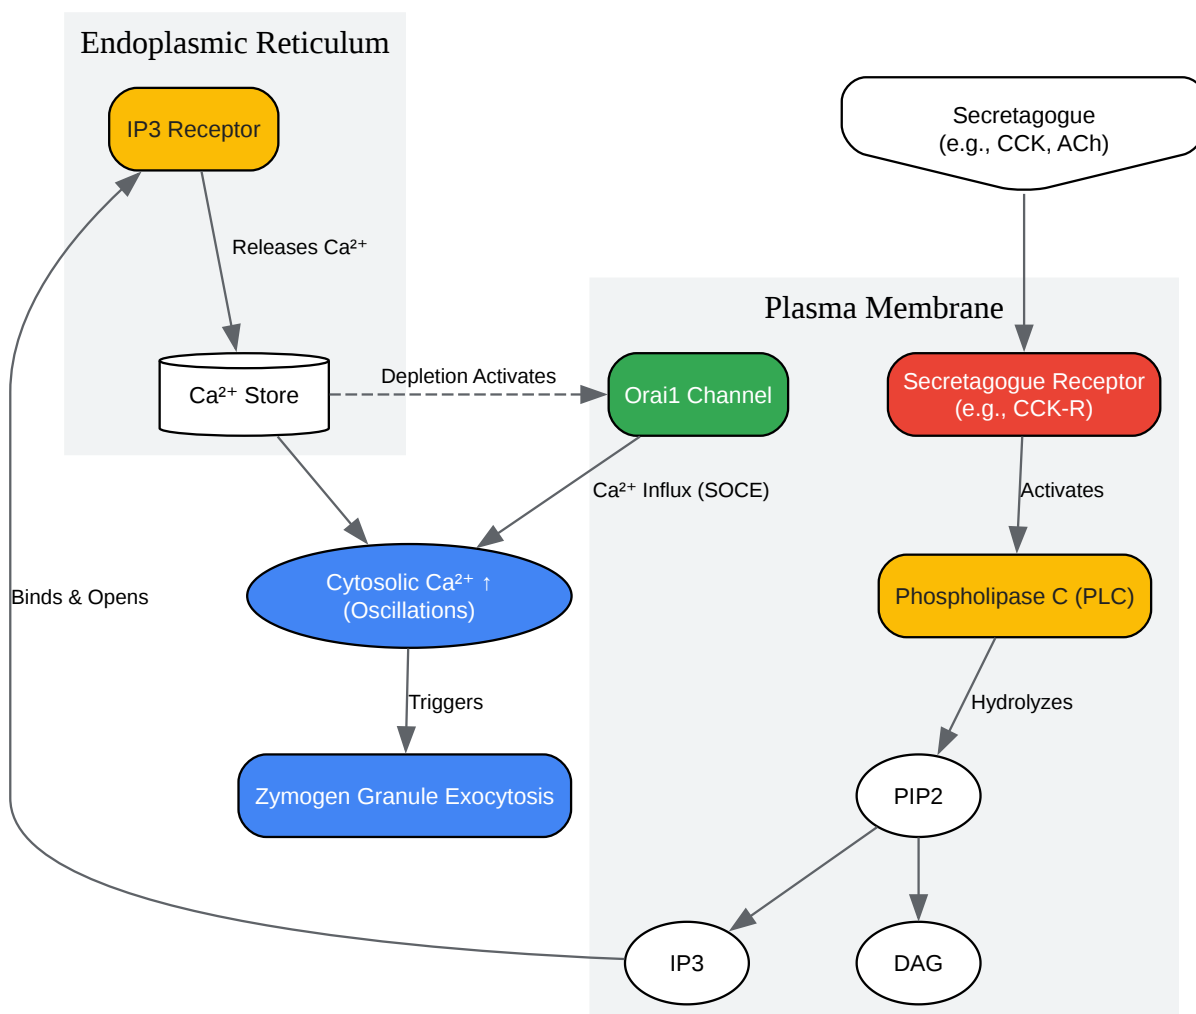 Endoplasmic Reticulum
IP3 Receptor
Secretagogue
(e.g., CCK, ACh)
Releases Ca²⁺
Plasma Membrane
Ca²⁺ Store
Depletion Activates
Orai1 Channel
Secretagogue Receptor
(e.g., CCK-R)
Ca²⁺ Influx (SOCE)
Activates
Binds & Opens
Cytosolic Ca²⁺ ↑
(Oscillations)
Phospholipase C (PLC)
Triggers
Hydrolyzes
Zymogen Granule Exocytosis
PIP2
IP3
DAG